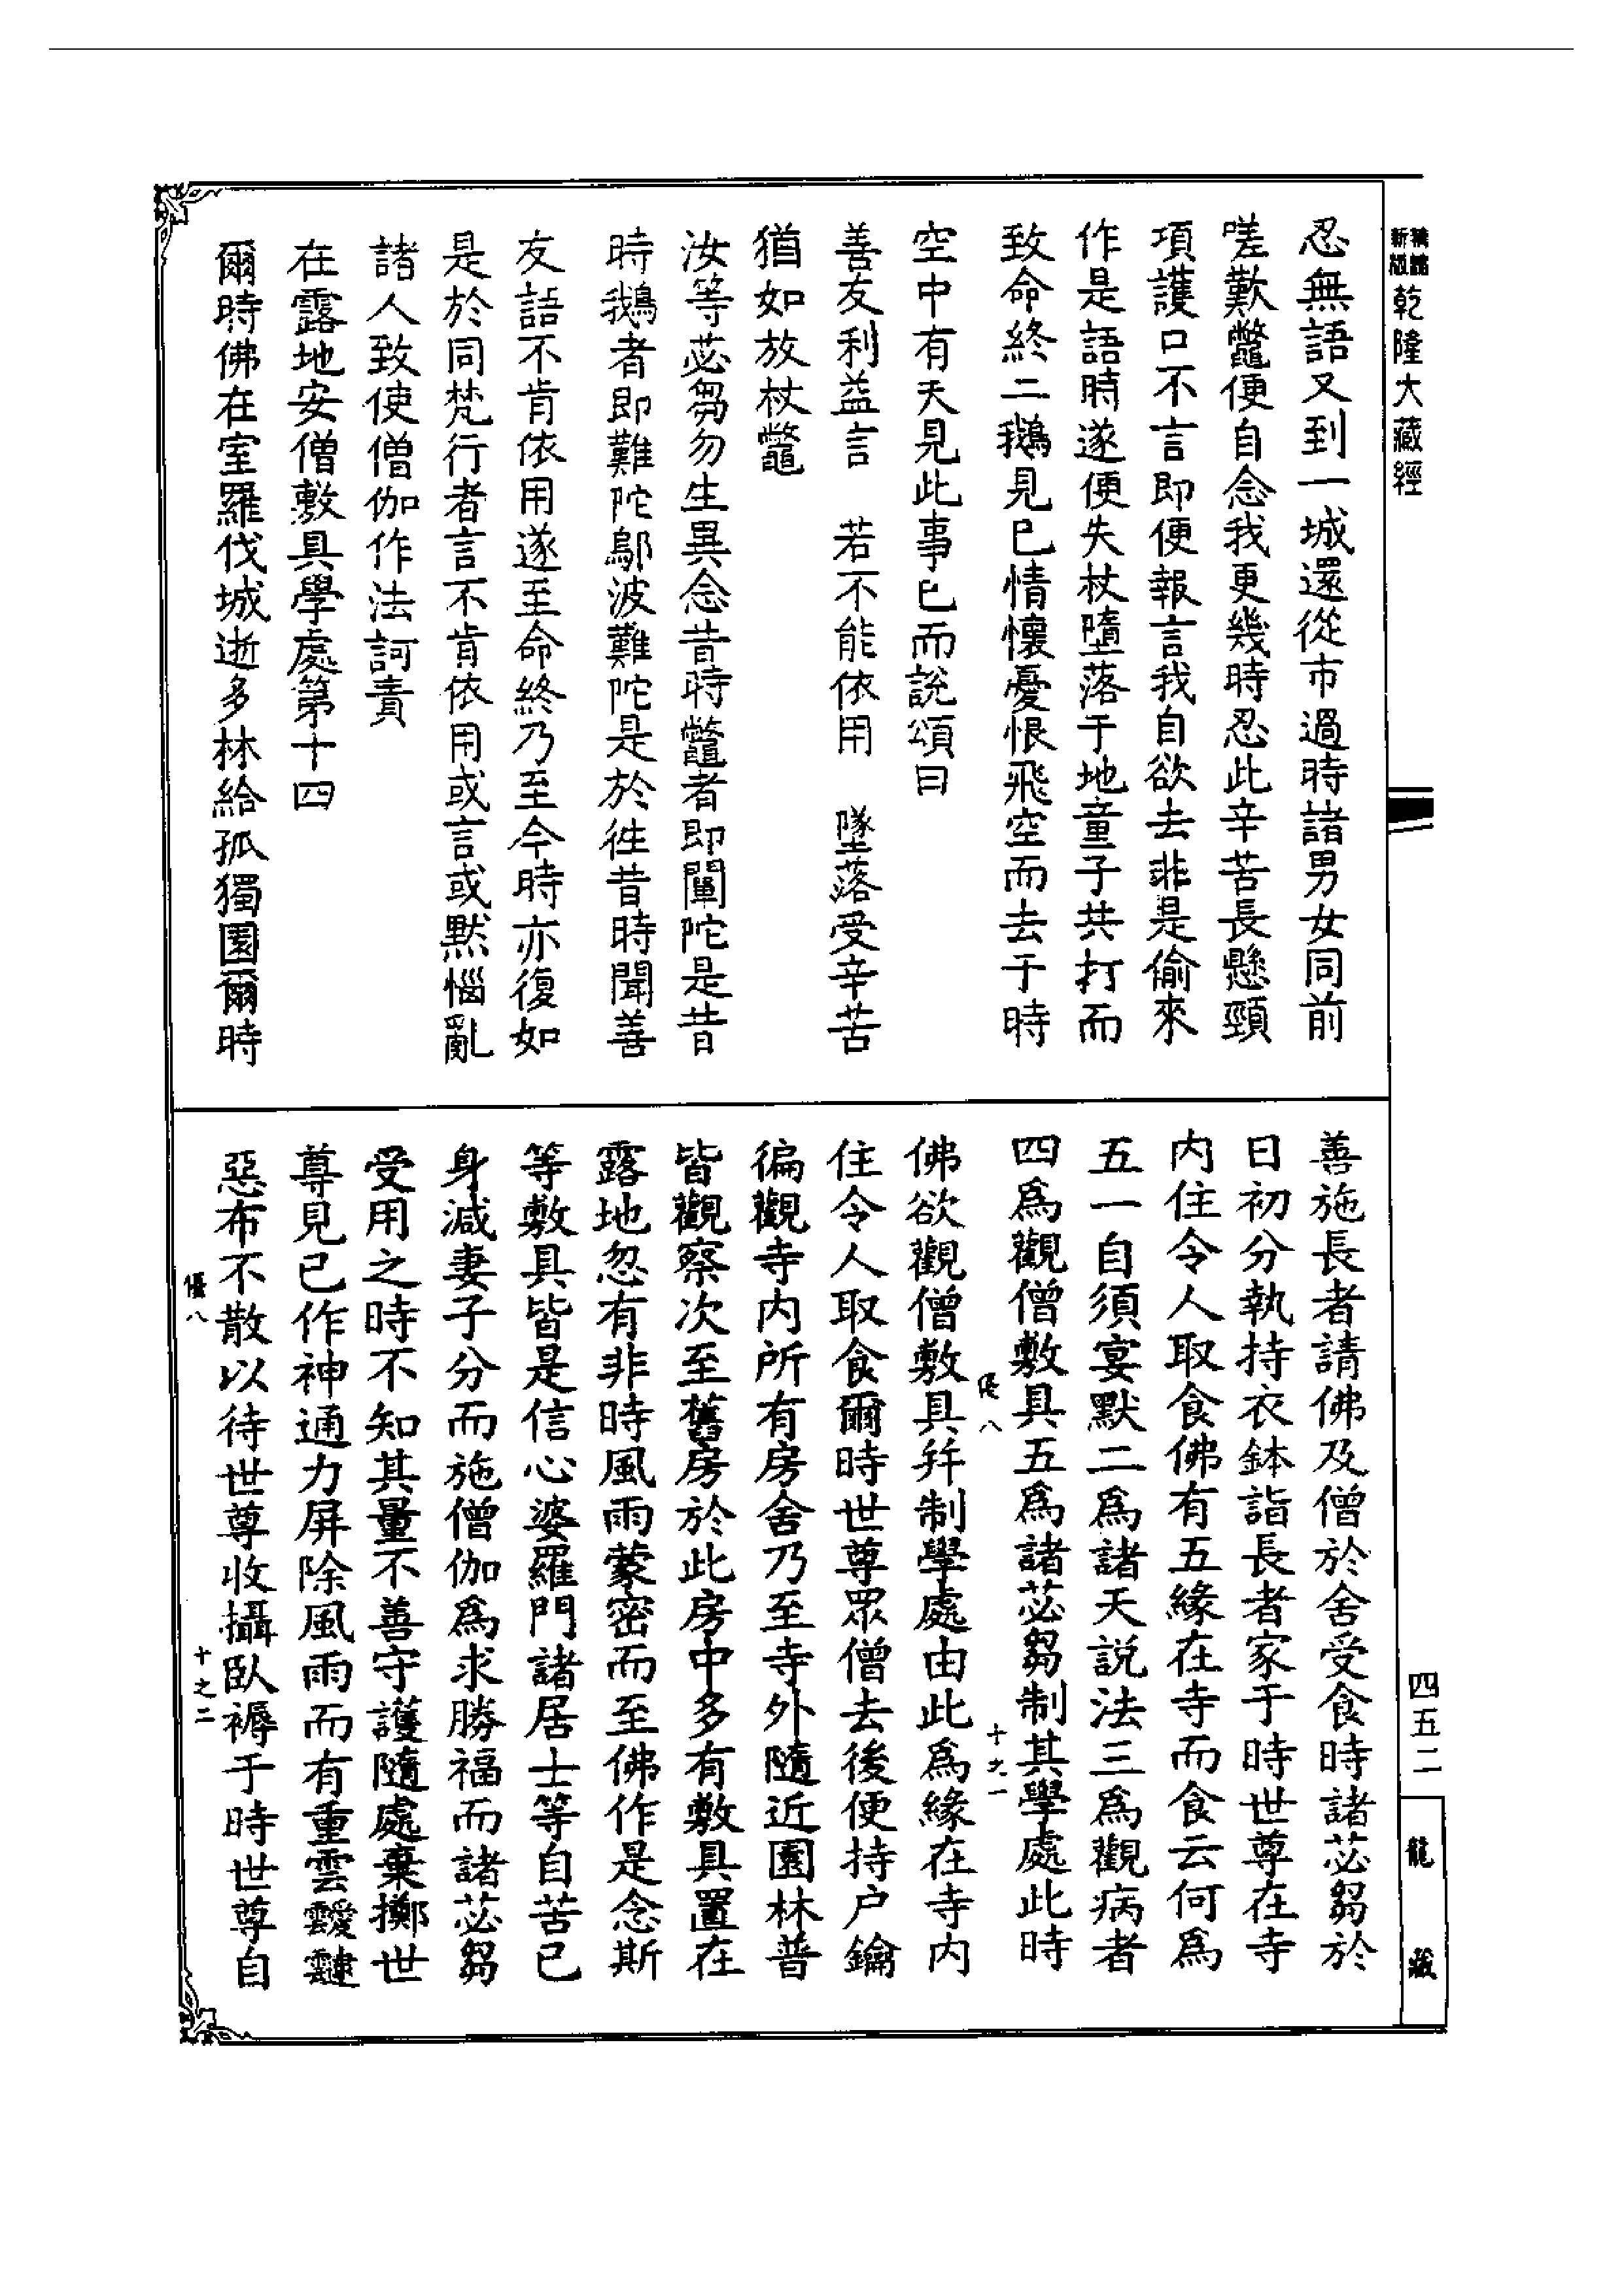 新版
乾隆大藏經
忍無語又到一城還從市過時諸男女同前
嗟歎鼈便自念我更幾時忍此辛苦長懸頸
項護口不言即便報言我自欲去非是偷來
作是語時遂便失杖墮落于地童子共打而
致命終二鵝見已情懷憂恨飛空而去于時
空中有天見此事已而說頌曰
善友利益言　若不能依用　墜落受辛苦
猶如放杖鼈
汝等苾芻勿生異念昔時鼈者即闡陀是昔
時鵝者即難陀鄔波難陀是於徃昔時聞善
友語不肯依用遂至命終乃至今時亦復如
是於同梵行者言不肯依用或言或默惱亂
諸人致使僧伽作法訶責
在露地安僧敷具學處第十四
爾時佛在室羅伐城逝多林給孤獨園爾時
善施長者請佛及僧於舍受食時諸苾芻於
日初分執持衣鉢詣長者家于時世尊在寺
内住令人取食佛有五緣在寺而食云何爲
五一自須宴默二爲諸天説法三爲觀病者
四爲觀僧敷具五爲諸苾芻制其學處此時
優八
十之一
佛欲觀僧敷具并制學處由此爲緣在寺内
住令人取食爾時世尊眾僧去後便持户鑰
徧觀寺内所有房舍乃至寺外隨近園林普
皆觀察次至舊房於此房中多有敷具置在
露地忽有非時風雨蒙密而至佛作是念斯
等敷具皆是信心婆羅門諸居士等自苦已
身減妻子分而施僧伽爲求勝福而諸苾芻
受用之時不知其量不善守護隨處棄擲世
尊見已作神通力屏除風雨而有重雲靉靆
惡布不散以待世尊收攝臥褥于時世尊自
優八
十之二
四五二
龍藏